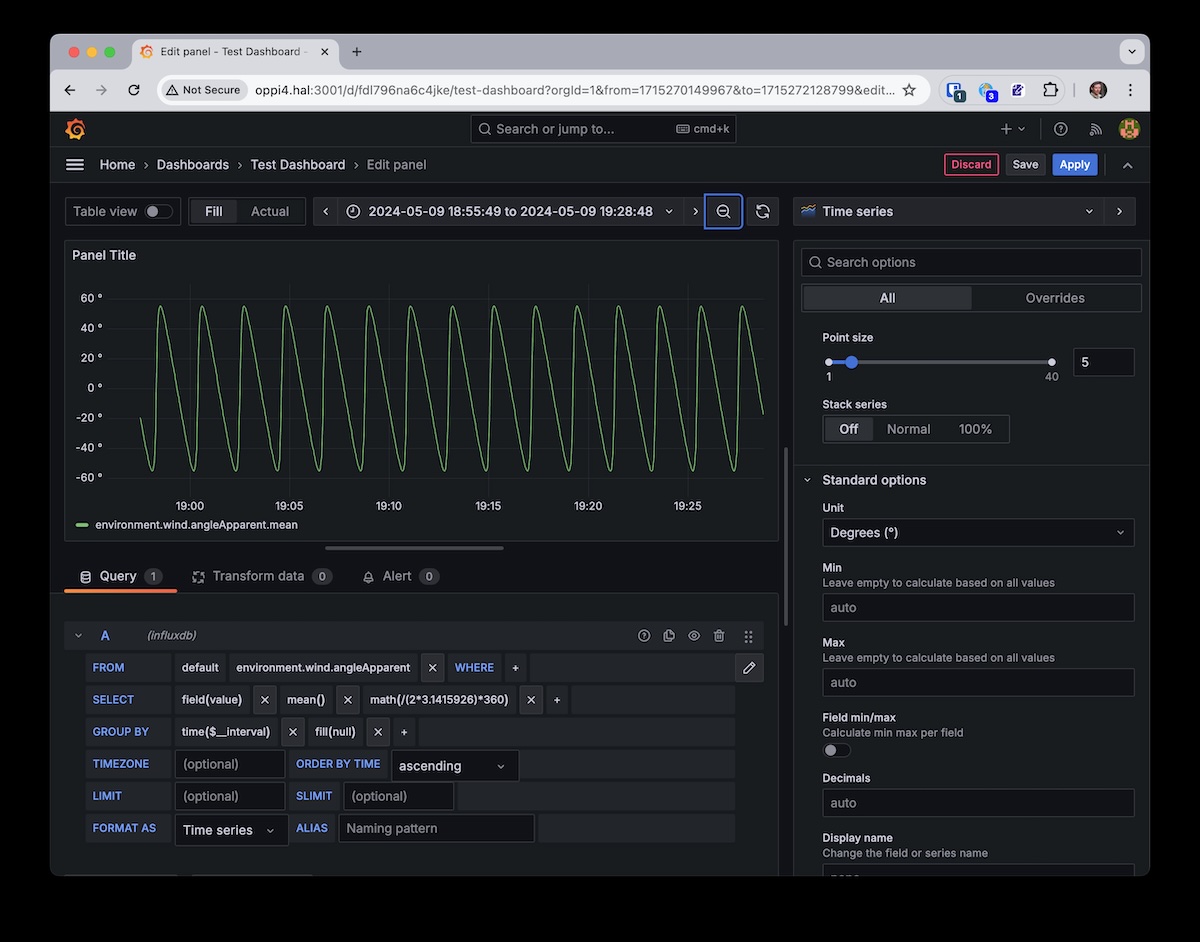 Edit panel - Test Dashboard -
Not Secure oppi4.hal:3001/d/fdl796na6c4jke/test-dashboard?orgId=1&from=1715270149967&to=1715272128799&edit... 1 3
Search or jump to... cmd+k
Home › Dashboards › Test Dashboard › Edit panel Discard Save Apply
Table view Fill Actual 2024-05-09 18:55:49 to 2024-05-09 19:28:48 Time series
Panel Title
60 °
40 °
20 °
0 °
-20 °
-40 °
-60 °
19:00 19:05 19:10 19:15 19:20 19:25
environment.wind.angleApparent.mean
Query 1 Transform data 0 Alert 0
A (influxdb)
FROM default environment.wind.angleApparent WHERE +
SELECT field(value) mean() math(/(2*3.1415926)*360) +
GROUP BY time($__interval) fill(null) +
TIMEZONE (optional) ORDER BY TIME ascending
LIMIT (optional) SLIMIT (optional)
FORMAT AS Time series ALIAS Naming pattern
Search options
All Overrides
Point size
5
1 40
Stack series
Off Normal 100%
Standard options
Unit
Degrees (°)
Min
Leave empty to calculate based on all values
auto
Max
Leave empty to calculate based on all values
auto
Field min/max
Calculate min max per field
Decimals
auto
Display name
Change the field or series name